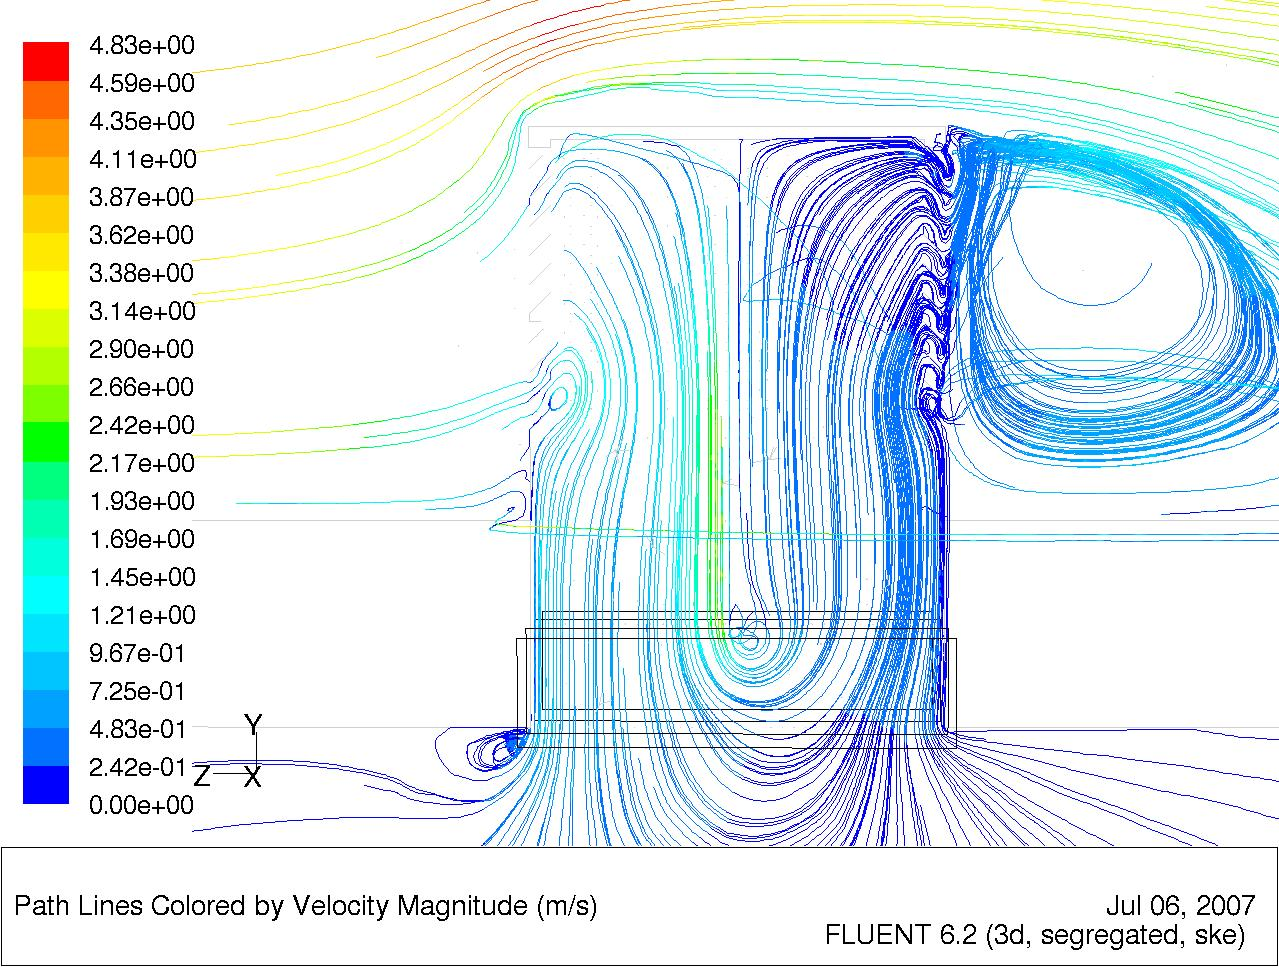 4.83e+00
4.59e+00
4.35e+00
4.11e+00
3.87e+00
3.62e+00
3.38e+00
3.14e+00
2.90e+00
2.66e+00
2.42e+00
2.17e+00
1.93e+00
1.69e+00
1.45e+00
1.21e+00
9.67e-01
7.25e-01
4.83e-01
2.42e-01
0.00e+00
Y
Z X
Path Lines Colored by Velocity Magnitude (m/s)
Jul 06, 2007
FLUENT 6.2 (3d, segregated, ske)